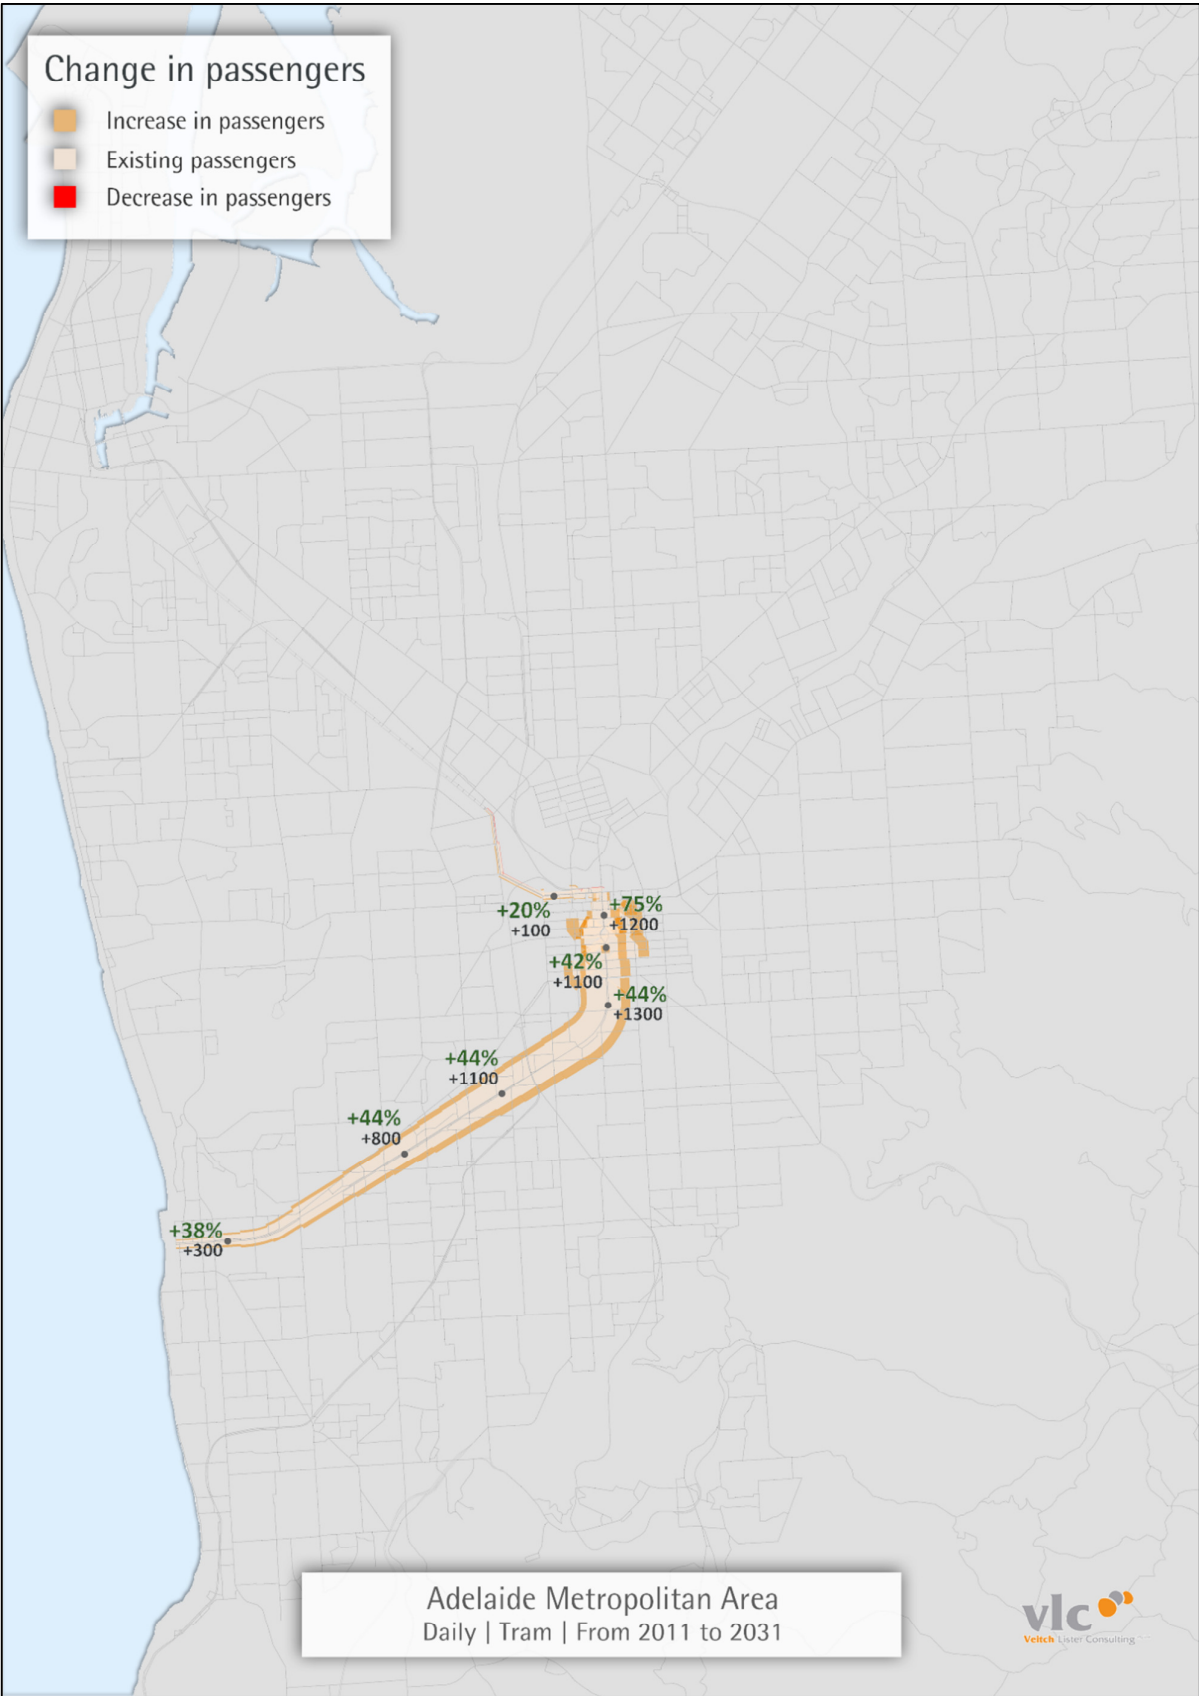 Change in passengers
Increase in passengers
Existing passengers
Decrease in passengers
+20%
+100
+75%
+1200
+42%
+1100
+44%
+1300
+44%
+1100
+44%
+800
+38%
+300
Adelaide Metropolitan Area
Daily | Tram | From 2011 to 2031
vlc
Veitch Lister Consulting